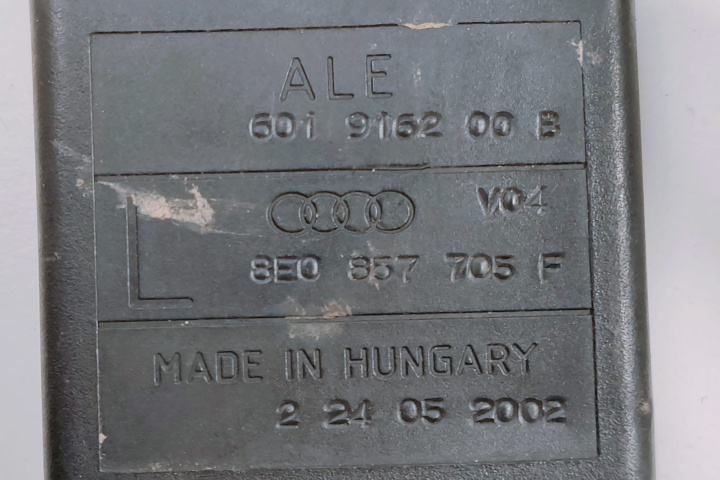 ALE
601 9162 00 B
V04
L
8E0 857 705 F
MADE IN HUNGARY
2 24 05 2002